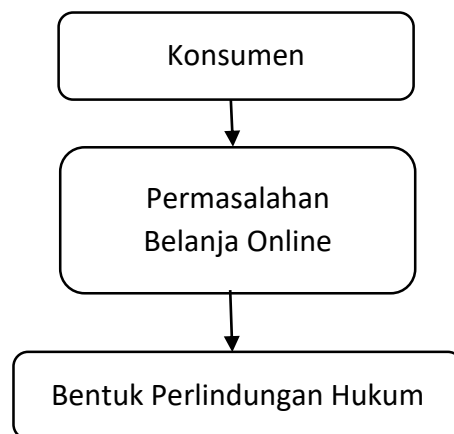 Konsumen
Permasalahan
Belanja Online
Bentuk Perlindungan Hukum